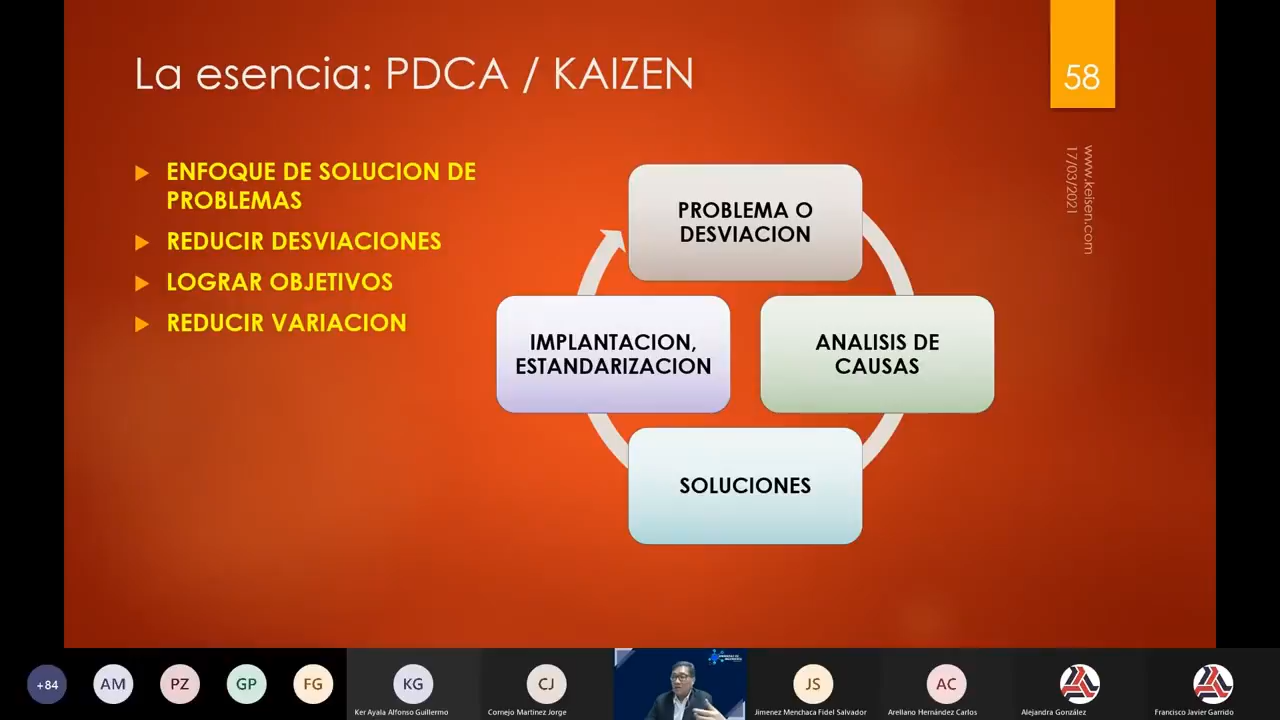 La esencia: PDCA / KAIZEN
58
www.keisen.com
17/03/2021
ENFOQUE DE SOLUCION DE
PROBLEMAS
REDUCIR DESVIACIONES
LOGRAR OBJETIVOS
REDUCIR VARIACION
PROBLEMA O
DESVIACION
ANALISIS DE
CAUSAS
SOLUCIONES
IMPLANTACION,
ESTANDARIZACION
+84
AM
PZ
GP
FG
KG
Ker Ayala Alfonso Guillermo
CJ
Cornejo Martinez Jorge
JS
Jimenez Menchaca Fidel Salvador
AC
Arellano Hernández Carlos
Alejandra González
Francisco Javier Garrido